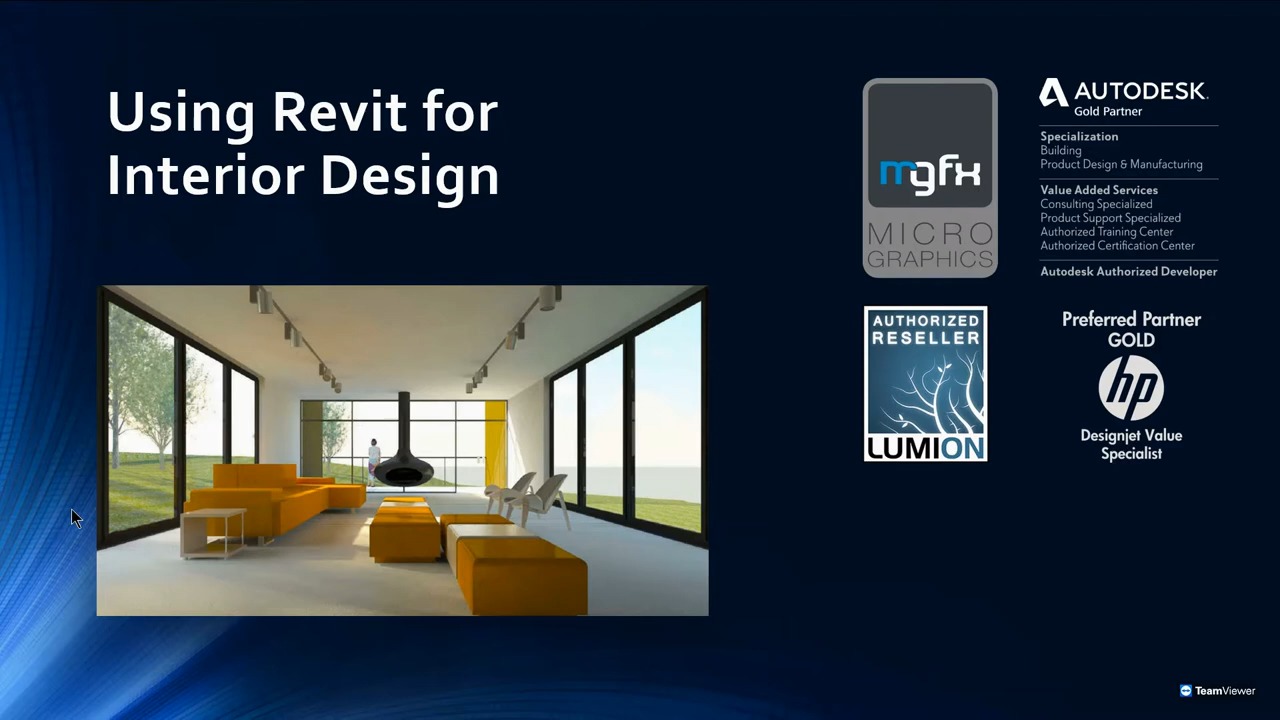 Using Revit for
Interior Design
mgfx
MICRO
GRAPHICS
AUTODESK.
Gold Partner
Specialization
Building
Product Design & Manufacturing
Value Added Services
Consulting Specialized
Product Support Specialized
Authorized Training Center
Authorized Certification Center
Autodesk Authorized Developer
AUTHORIZED
RESELLER
LUMION
Preferred Partner
GOLD
hp
Designjet Value
Specialist
TeamViewer